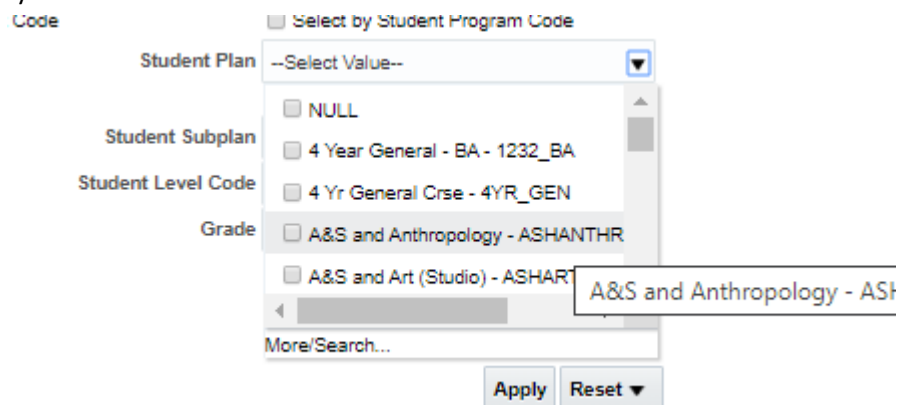 Code
Select by Student Program Code
Student Plan --Select Value--
NULL
Student Subplan
4 Year General - BA - 1232_BA
Student Level Code
4 Yr General Crse - 4YR_GEN
Grade
A&S and Anthropology - ASHANTHR
A&S and Art (Studio) - ASHART
A&S and Anthropology - ASH
More/Search...
Apply Reset